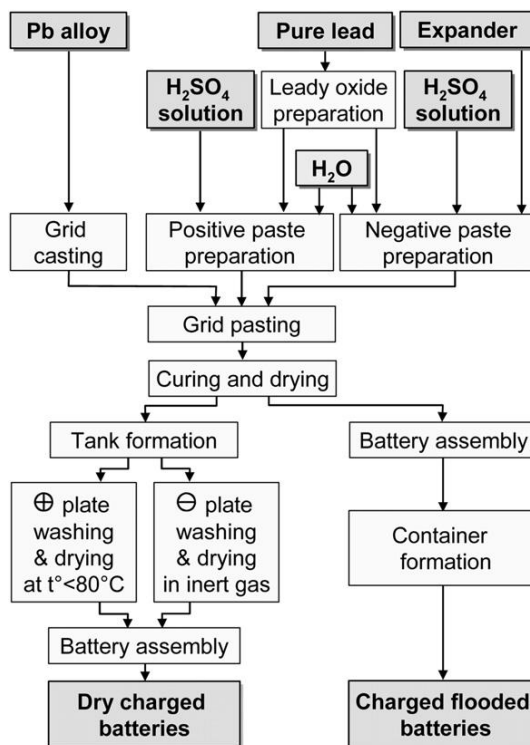 Pb alloy
Pure lead
Expander
H₂SO₄
solution
Leady oxide
preparation
H₂SO₄
solution
H₂O
Grid
casting
Positive paste
preparation
Negative paste
preparation
Grid pasting
Curing and drying
Tank formation
Battery assembly
⊕ plate
washing
& drying
at t°<80°C
⊖ plate
washing
& drying
in inert gas
Container
formation
Battery assembly
Dry charged
batteries
Charged flooded
batteries